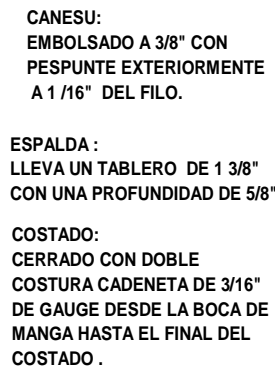 CANESU:
EMBOLSADO A 3/8" CON
PESPUNTE EXTERIORMENTE
A 1 /16" DEL FILO.
ESPALDA :
LLEVA UN TABLERO DE 1 3/8"
CON UNA PROFUNDIDAD DE 5/8"
COSTADO:
CERRADO CON DOBLE
COSTURA CADENETA DE 3/16"
DE GAUGE DESDE LA BOCA DE
MANGA HASTA EL FINAL DEL
COSTADO .